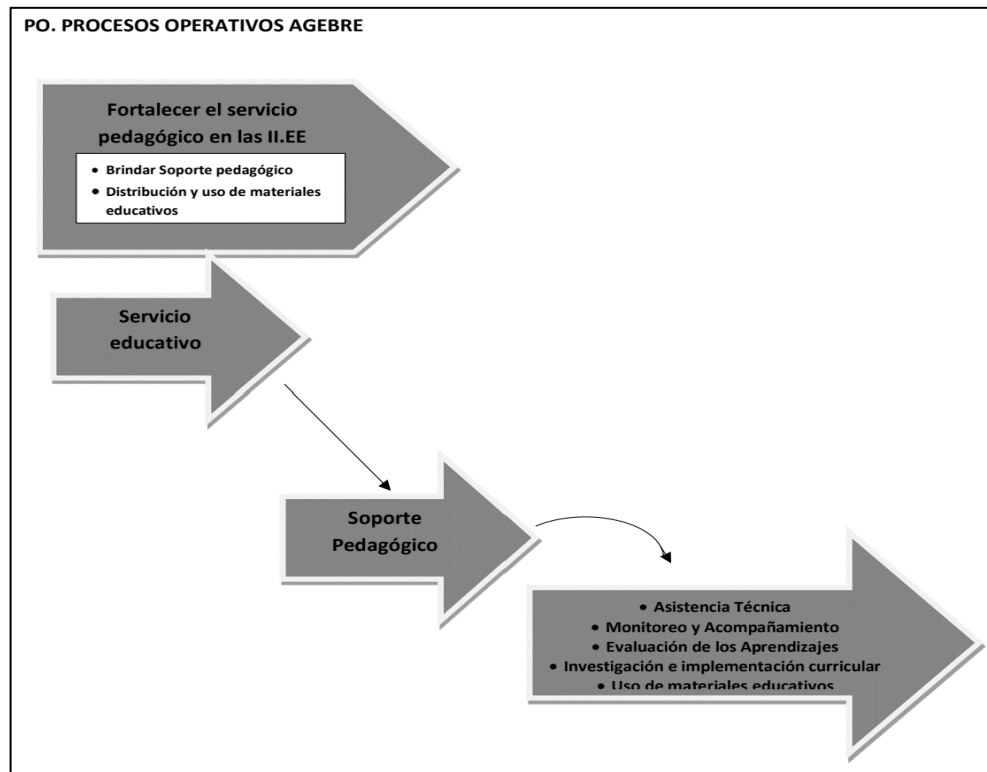 PO. PROCESOS OPERATIVOS AGEBRE
Fortalecer el servicio
pedagógico en las II.EE
• Brindar Soporte pedagógico
• Distribución y uso de materiales
educativos
Servicio
educativo
Soporte
Pedagógico
• Asistencia Técnica
• Monitoreo y Acompañamiento
• Evaluación de los Aprendizajes
• Investigación e implementación curricular
• Uso de materiales educativos